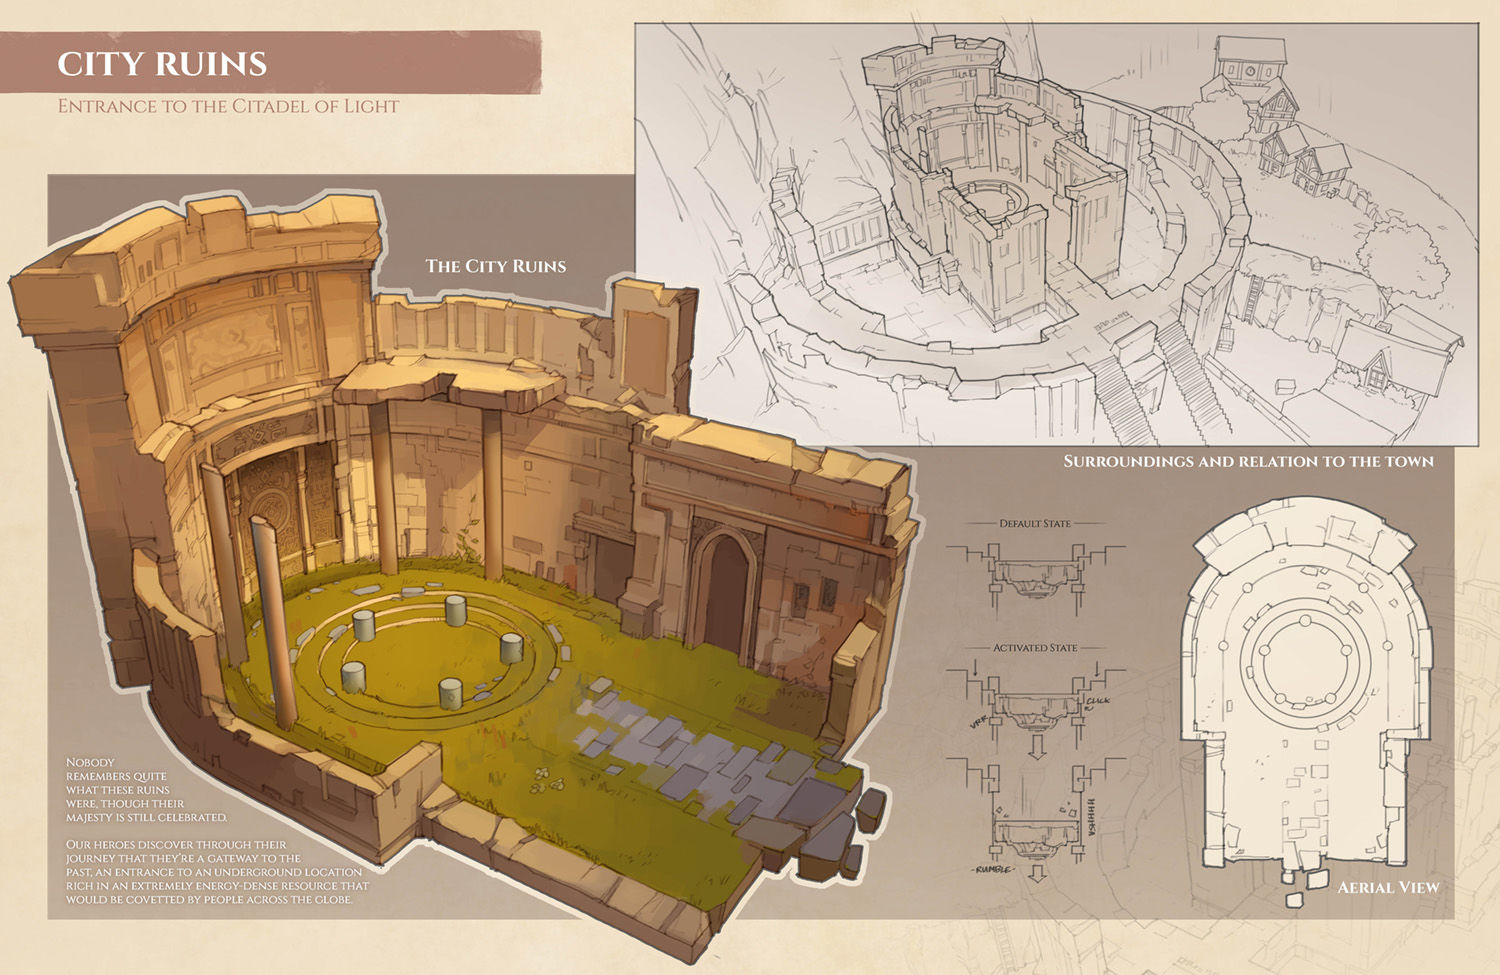 CITY RUINS
ENTRANCE TO THE CITADEL OF LIGHT
THE CITY RUINS
SURROUNDINGS AND RELATION TO THE TOWN
DEFAULT STATE
ACTIVATED STATE
CLICK
VRR
-RUMBLE-
AERIAL VIEW
NOBODY
REMEMBERS QUITE
WHAT THESE RUINS
WERE, THOUGH THEIR
MAJESTY IS STILL CELEBRATED.
OUR HEROES DISCOVER THROUGH THEIR
JOURNEY THAT THEY'RE A GATEWAY TO THE
PAST, AN ENTRANCE TO AN UNDERGROUND LOCATION
RICH IN AN EXTREMELY ENERGY-DENSE RESOURCE THAT
WOULD BE COVETTED BY PEOPLE ACROSS THE GLOBE.